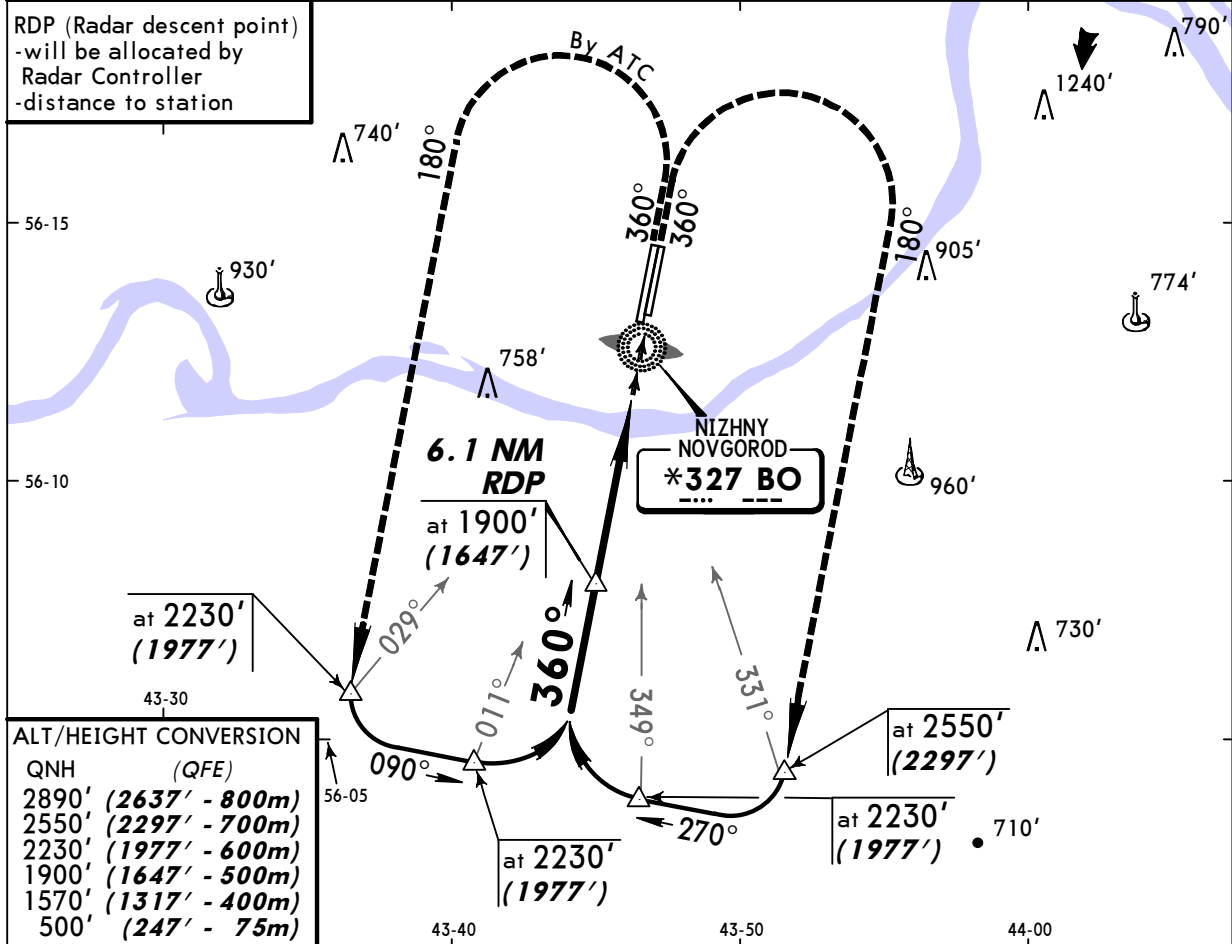 RDP (Radar descent point)
-will be allocated by
Radar Controller
-distance to station
By ATC
790'
1240'
740'
180°
360°
360°
180°
56-15
930'
905'
774'
758'
NIZHNY
NOVGOROD
*327 BO
6.1 NM
RDP
at 1900'
(1647')
56-10
960'
at 2230'
(1977')
029°
011°
360°
349°
331°
730'
43-30
090°
56-05
270°
at 2550'
(2297')
at 2230'
(1977')
at 2230'
(1977')
710'
ALT/HEIGHT CONVERSION
QNH (QFE)
2890' (2637' - 800m)
2550' (2297' - 700m)
2230' (1977' - 600m)
1900' (1647' - 500m)
1570' (1317' - 400m)
500' (247' - 75m)
43-40
43-50
44-00